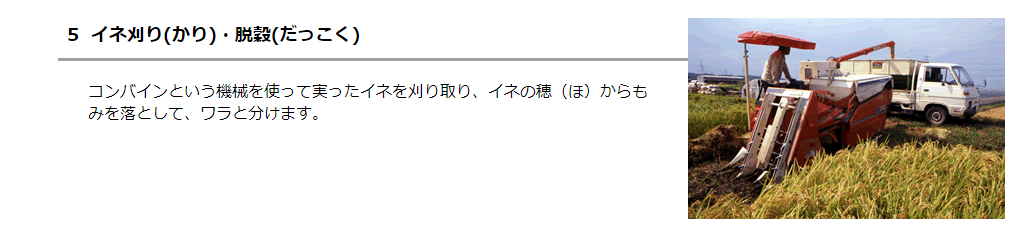 5 イネ刈り(かり)・脱穀(だっこく)
コンバインという機械を使って実ったイネを刈り取り、イネの穂（ほ）からも
みを落として、ワラと分けます。